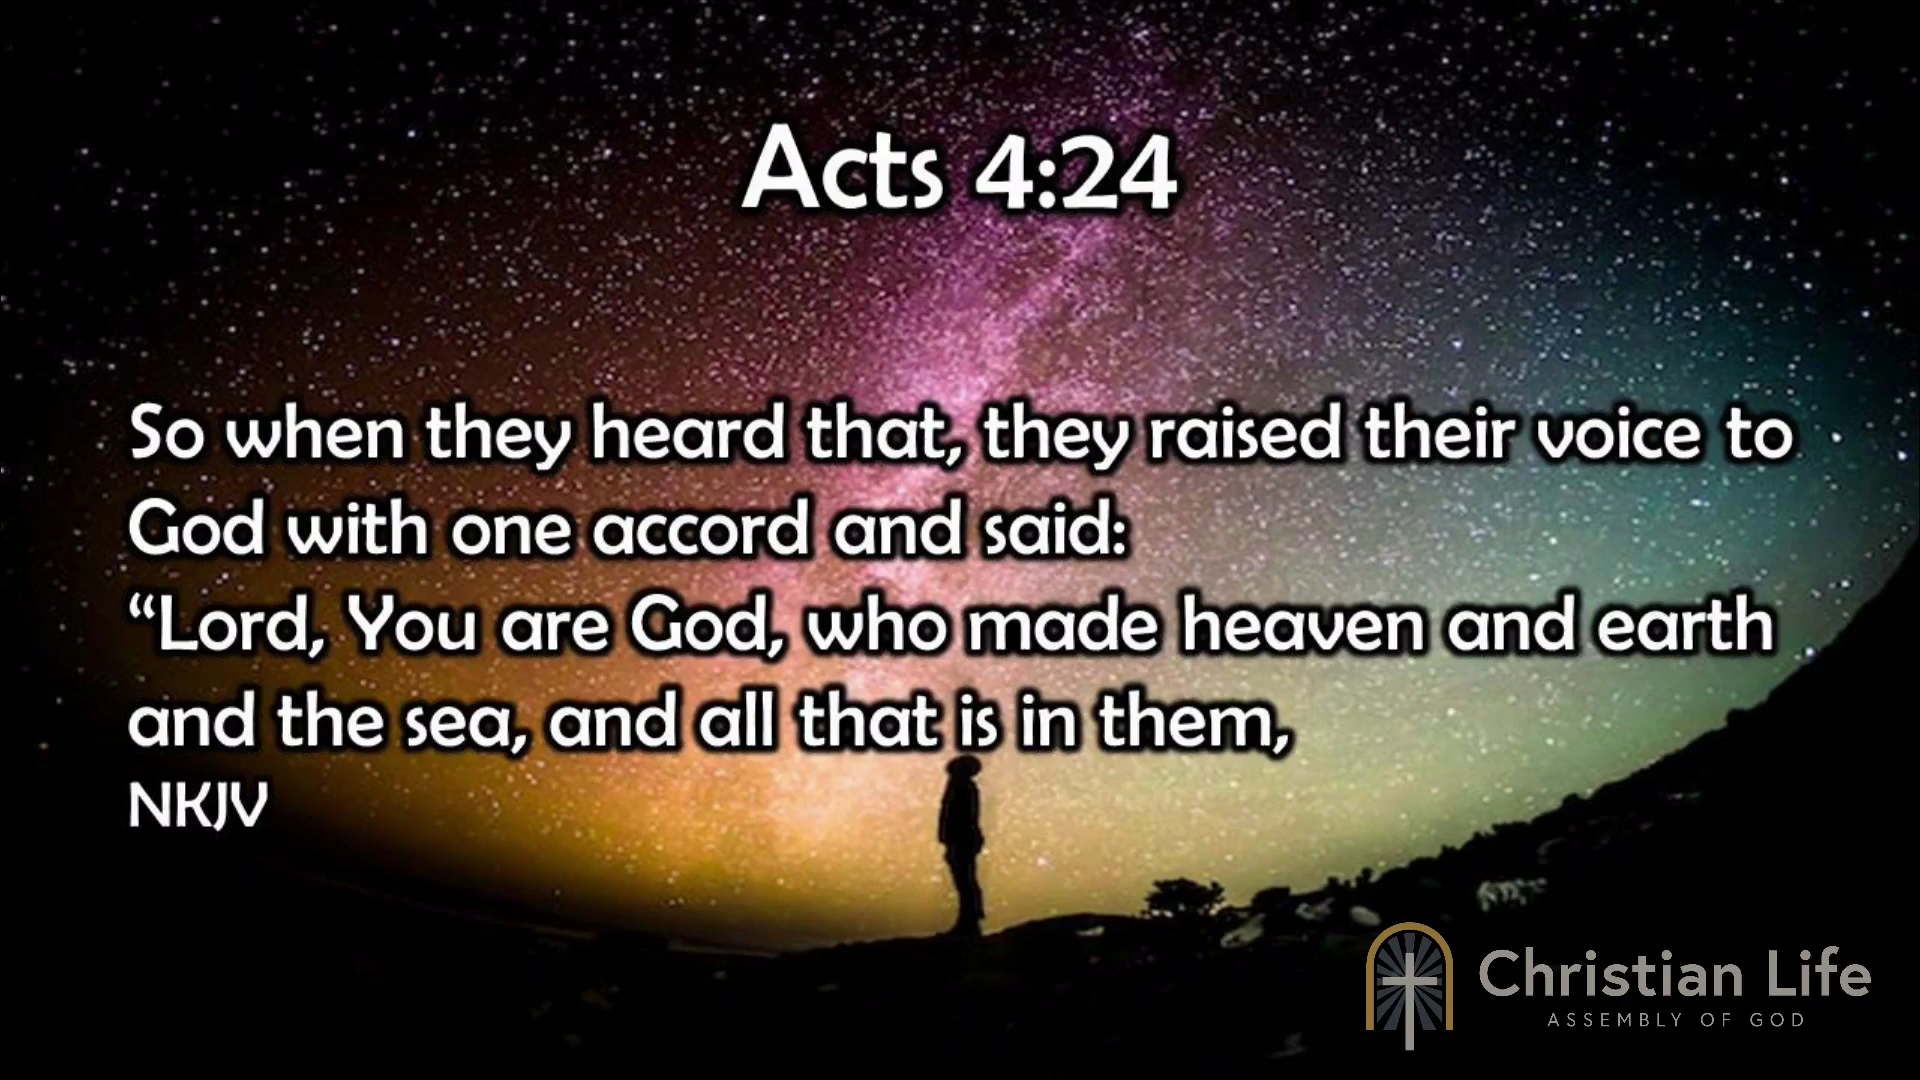 Acts 4:24
So when they heard that, they raised their voice to
God with one accord and said:
“Lord, You are God, who made heaven and earth
and the sea, and all that is in them,
NKJV
Christian Life
ASSEMBLY OF GOD